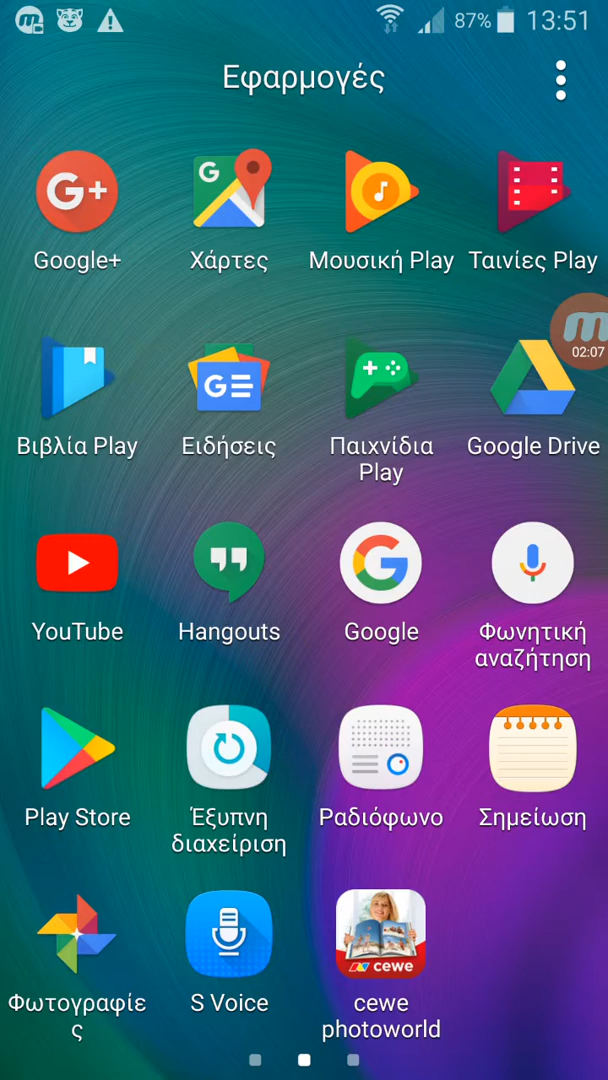 87% 13:51
Εφαρμογές
G+
G
Google+
Χάρτες
Μουσική Play
Ταινίες Play
m
02:07
G
Βιβλία Play
Ειδήσεις
Παιχνίδια
Play
Google Drive
G
YouTube
Hangouts
Google
Φωνητική
αναζήτηση
Play Store
Έξυπνη
διαχείριση
Ραδιόφωνο
Σημείωση
cewe
Φωτογραφίε
ς
S Voice
cewe
photoworld